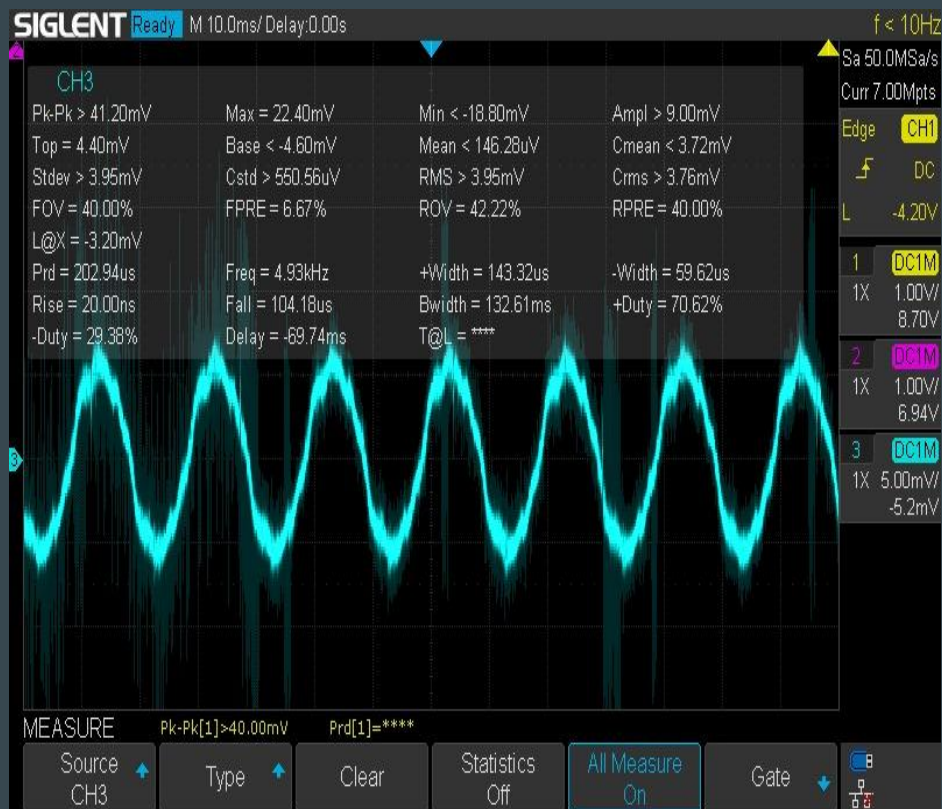 SIGLENT Ready M 10.0ms/ Delay:0.00s f < 10Hz
Sa 50.0MSa/s
Curr 7.00Mpts
2
CH3
Pk-Pk > 41.20mV Max = 22.40mV Min < -18.80mV Ampl > 9.00mV
Top = 4.40mV Base < -4.60mV Mean < 146.28uV Cmean < 3.72mV
Stdev > 3.95mV Cstd > 550.56uV RMS > 3.95mV Crms > 3.76mV
FOV = 40.00% FPRE = 6.67% ROV = 42.22% RPRE = 40.00%
L@X = -3.20mV
Prd = 202.94us Freq = 4.93kHz +Width = 143.32us -Width = 59.62us
Rise = 20.00ns Fall = 104.18us Bwidth = 132.61ms +Duty = 70.62%
-Duty = 29.38% Delay = -69.74ms T@L = ****
Edge CH1
DC
L -4.20V
1 DC1M
1X 1.00V/
8.70V
2 DC1M
1X 1.00V/
6.94V
3
3 DC1M
1X 5.00mV/
-5.2mV
MEASURE Pk-Pk[1]>40.00mV Prd[1]=****
Source
CH3
Type
Clear
Statistics
Off
All Measure
On
Gate